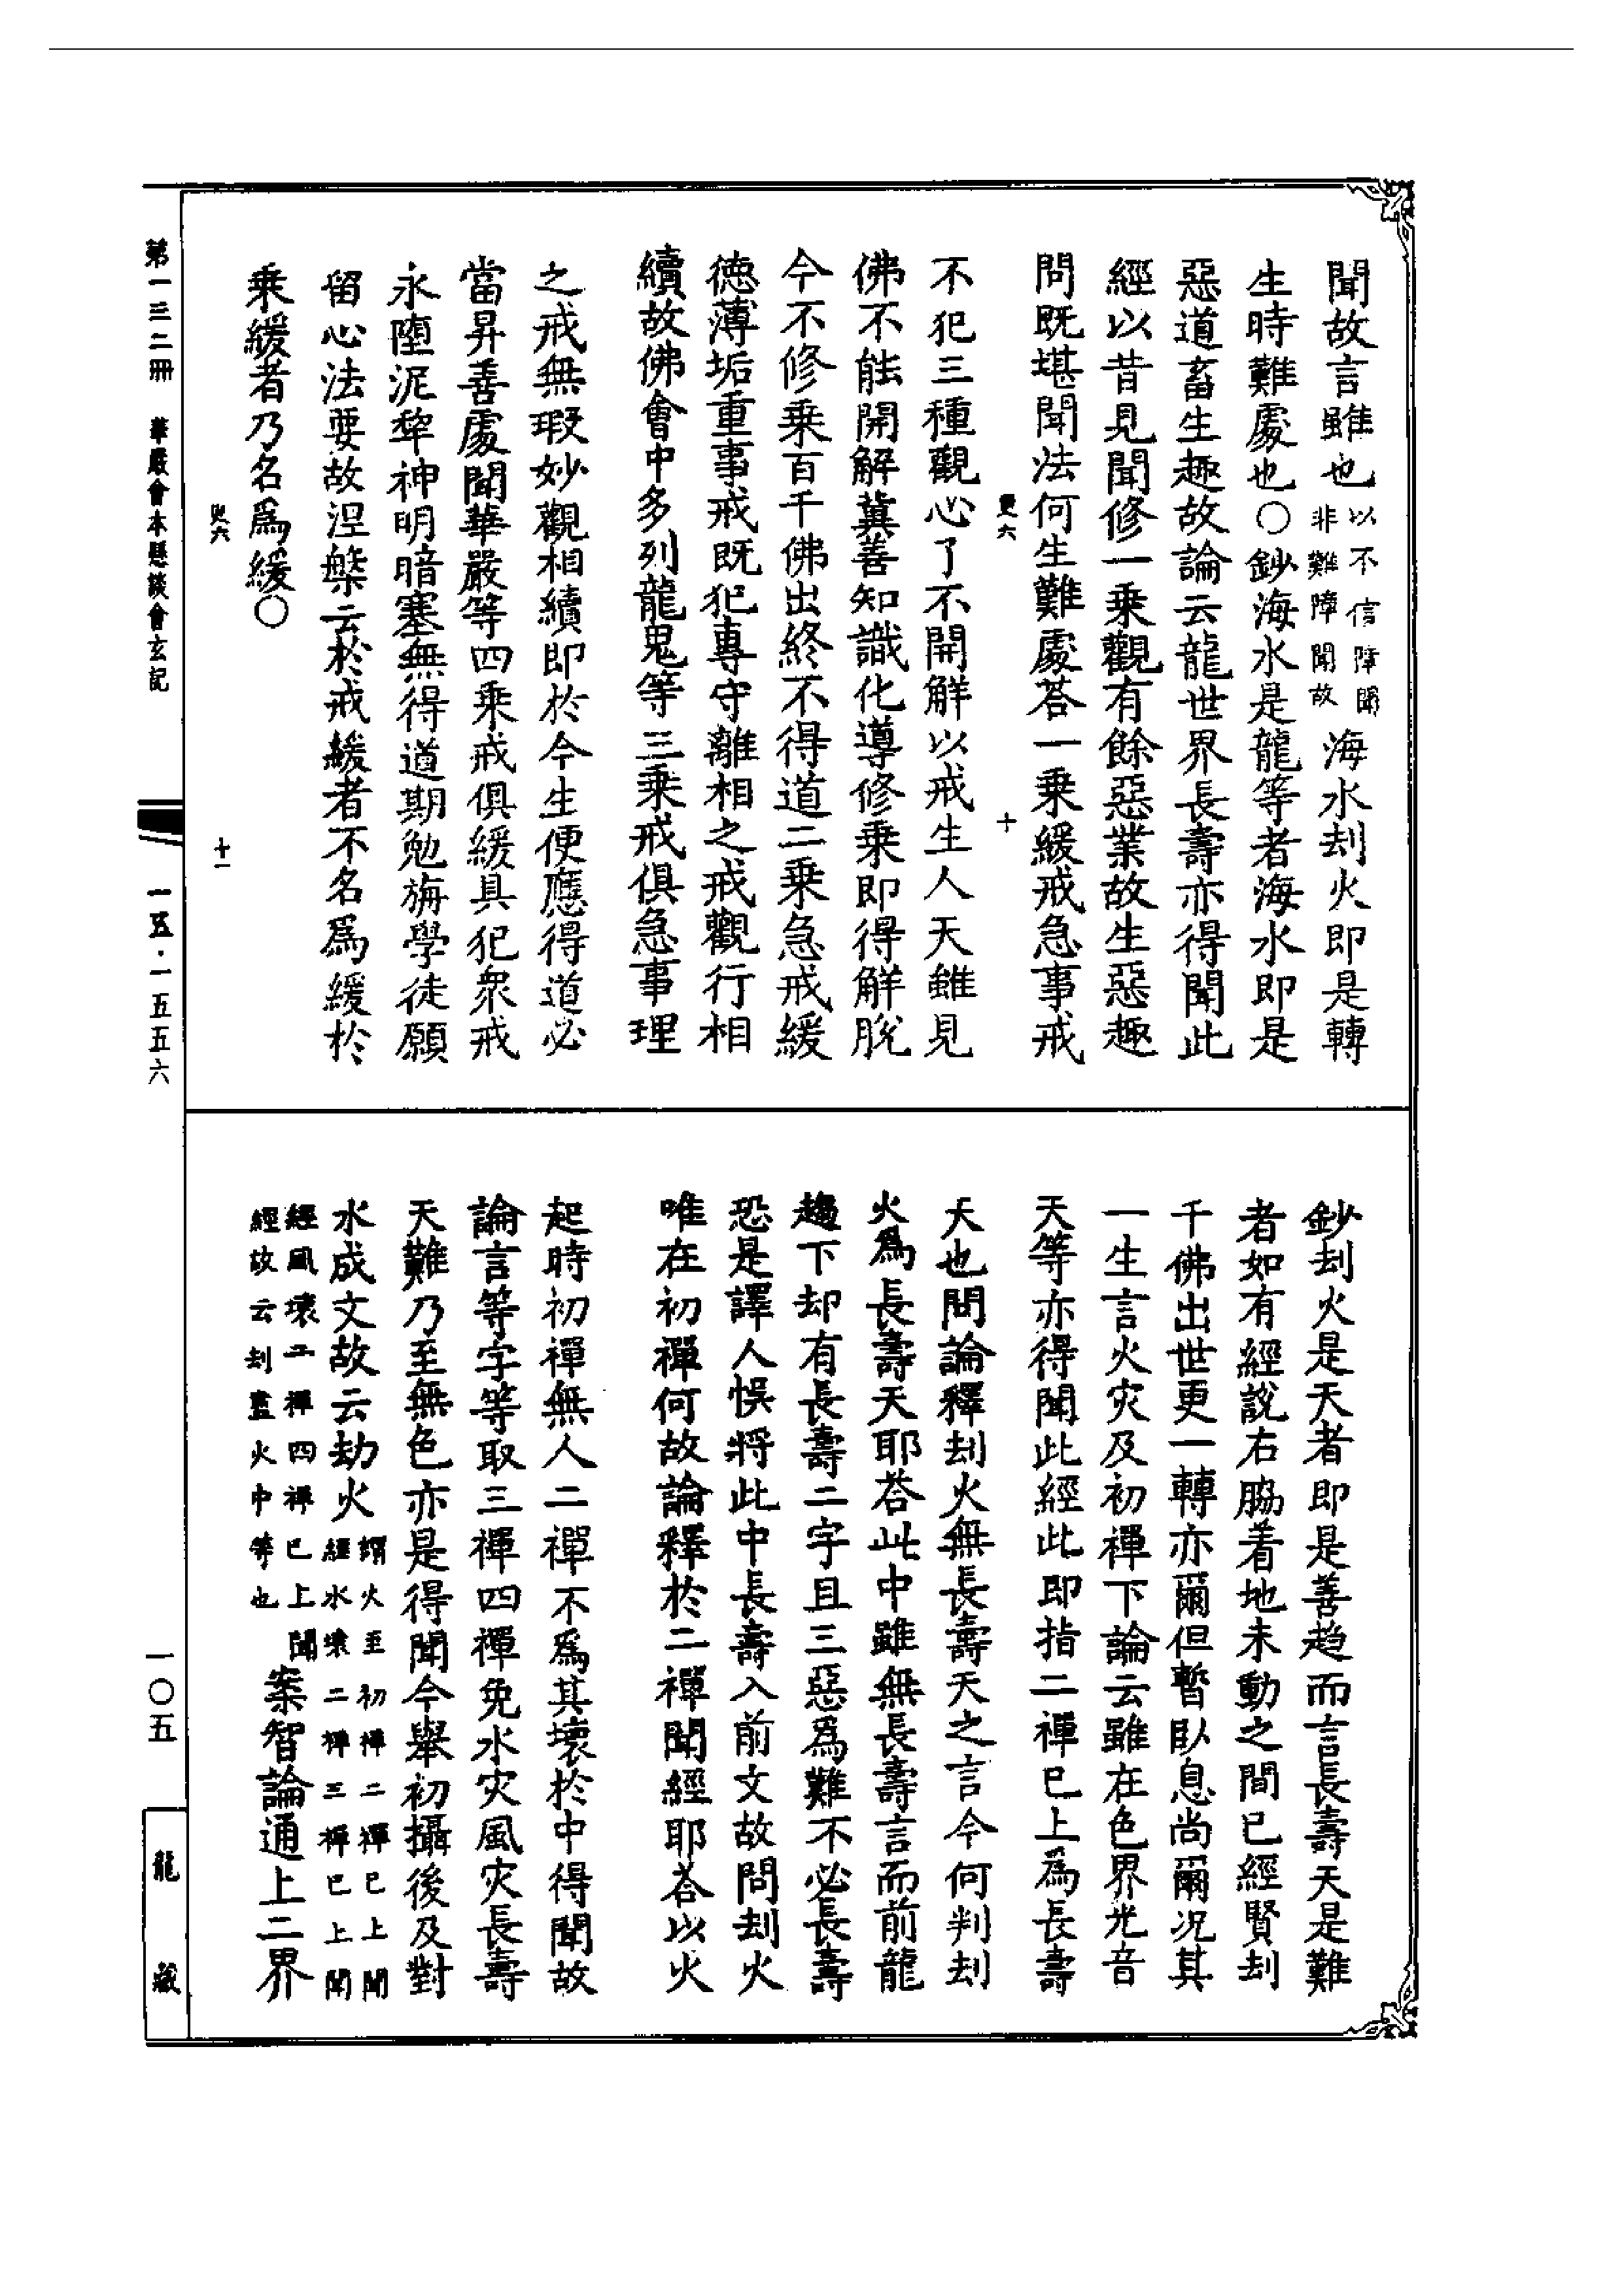 聞故言雖也以不信障聞非難障聞故海水刦火即是轉
生時難處也○鈔海水是龍等者海水即是
惡道畜生趣故論云龍世界長壽亦得聞此
經以昔見聞修一乗觀有餘惡業故生惡趣
問既堪聞法何生難處荅一乗緩戒急事戒
更六 十
不犯三種觀心了不開解以戒生人天雖見
佛不能開解冀善知識化導修乗即得解脫
今不修乗百千佛出終不得道二乗急戒緩
德薄垢重事戒既犯專守離相之戒觀行相
續故佛會中多列龍鬼等三乗戒俱急事理
之戒無瑕妙觀相續即於今生便應得道必
當昇善處聞華嚴等四乗戒俱緩具犯衆戒
永墮泥犂神明暗塞無得道期勉旃學徒願
留心法要故涅槃云於戒緩者不名爲緩於
乗緩者乃名爲緩○
更六 十一
鈔刦火是天者即是善趍而言長壽天是難
者如有經說右脇着地未動之間已經賢刦
千佛出世更一轉亦爾但暫臥息尚爾况其
一生言火灾及初禪下論云雖在色界光音
天等亦得聞此經此即指二禪已上爲長壽
天也問論釋刦火無長壽天之言今何判刦
火爲長壽天耶荅此中雖無長壽言而前龍
趣下却有長壽二字且三惡爲難不必長壽
恐是譯人悞將此中長壽入前文故問刦火
唯在初禪何故論釋於二禪聞經耶荅以火
起時初禪無人二禪不爲其壞於中得聞故
論言等字等取三禪四禪免水灾風灾長壽
天難乃至無色亦是得聞今舉初攝後及對
水成文故云劫火謂火至初禪二禪已上聞經水壞二禪三禪已上聞
經風壞三禪四禪已上聞經故云刦盡火中等也案智論通上二界
第一三二冊 華嚴會本懸談會玄記 一五·一五五六 一〇五 龍藏